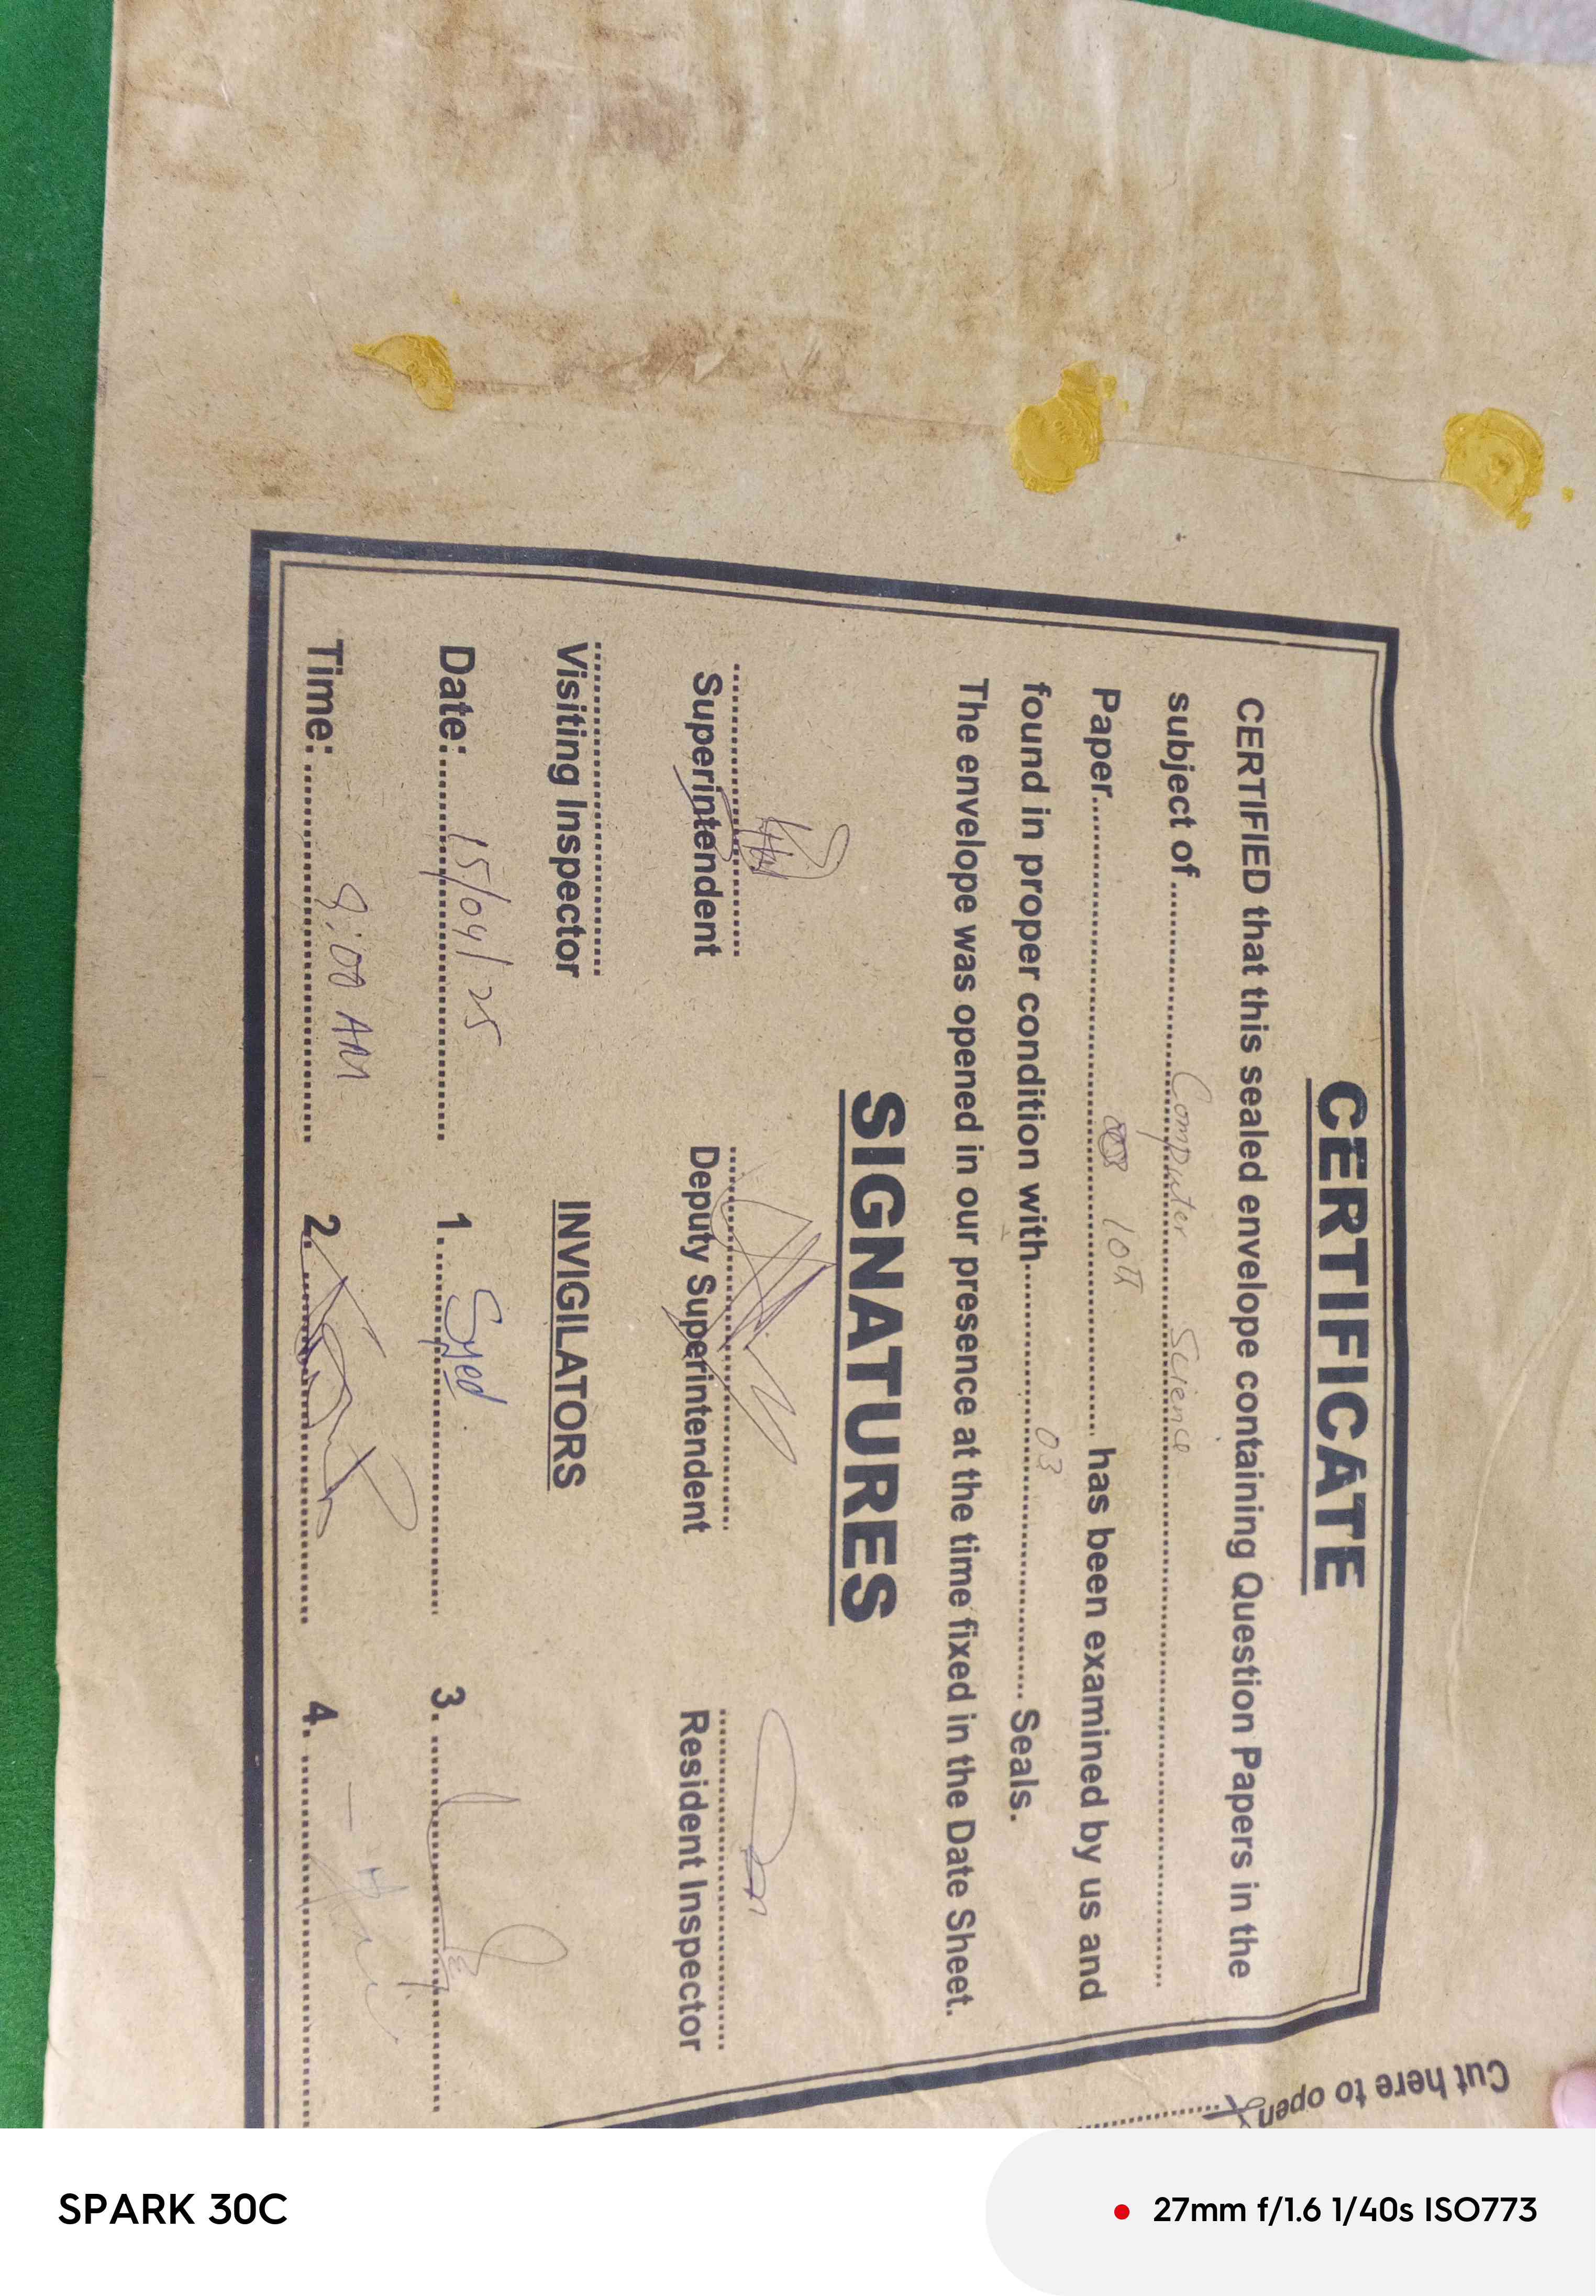 CERTIFICATE
CERTIFIED that this sealed envelope containing Question Papers in the
subject of Computer Science
Paper 10th has been examined by us and
found in proper condition with 03 Seals.
The envelope was opened in our presence at the time fixed in the Date Sheet.
SIGNATURES
Superintendent Deputy Superintendent Resident Inspector
Visiting Inspector INVIGILATORS
Date: 15/04/25 1. Syed 3.
Time: 9:00 AM 2. 4.
Cut here to open
SPARK 30C
27mm f/1.6 1/40s ISO773